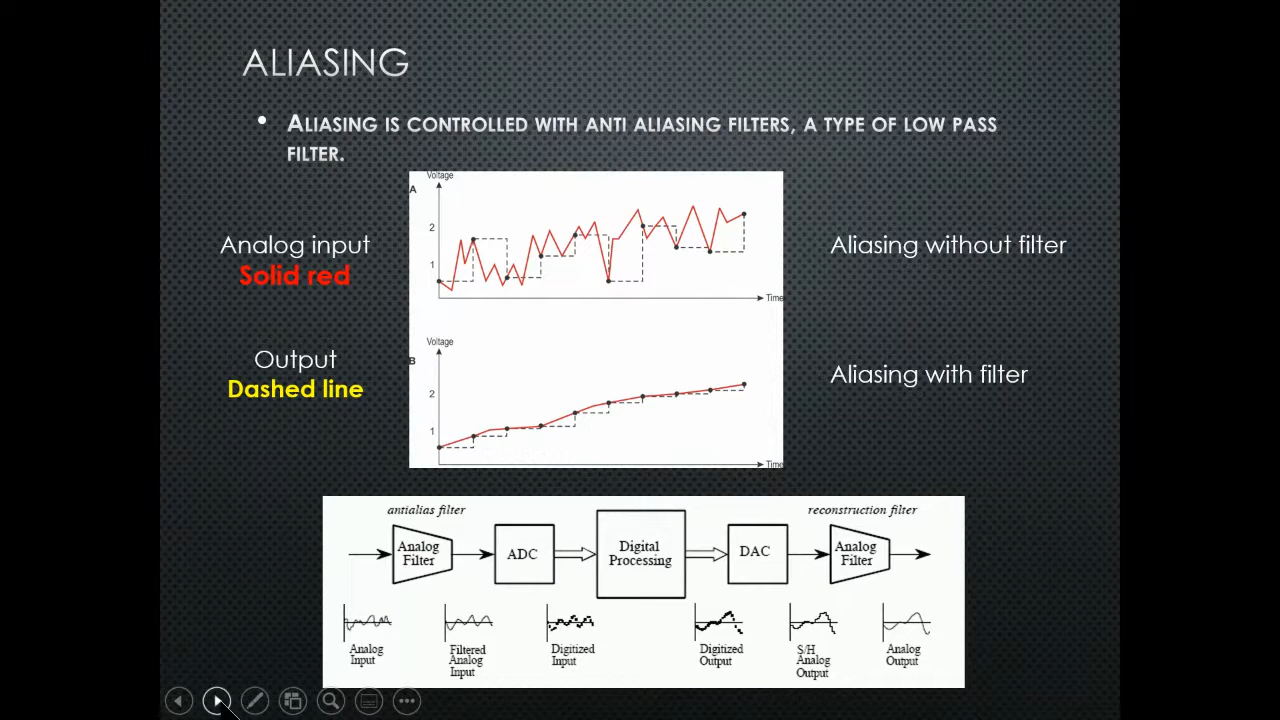 ALIASING
• ALIASING IS CONTROLLED WITH ANTI ALIASING FILTERS, A TYPE OF LOW PASS
FILTER.
Analog input
Solid red
Output
Dashed line
Voltage
A
2
1
Time
Voltage
B
2
1
Time
Aliasing without filter
Aliasing with filter
antialias filter
reconstruction filter
Analog
Filter
ADC
Digital
Processing
DAC
Analog
Filter
Analog
Input
Filtered
Analog
Input
Digitized
Input
Digitized
Output
S/H
Analog
Output
Analog
Output